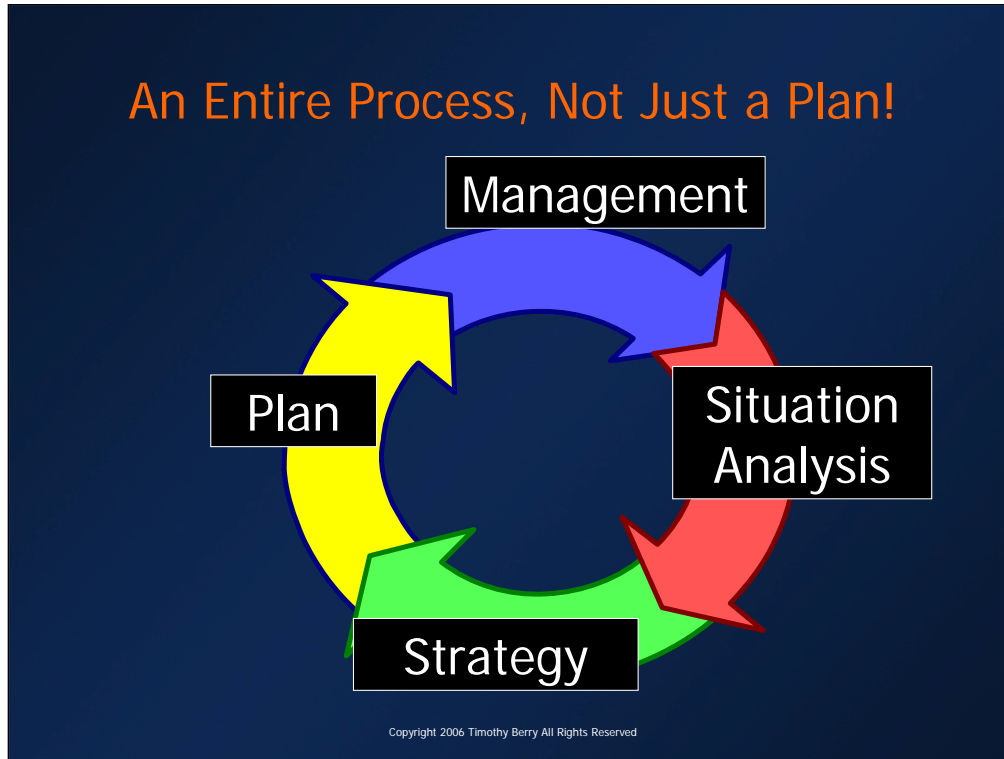 An Entire Process, Not Just a Plan!
Management
Situation
Analysis
Plan
Strategy
Copyright 2006 Timothy Berry All Rights Reserved